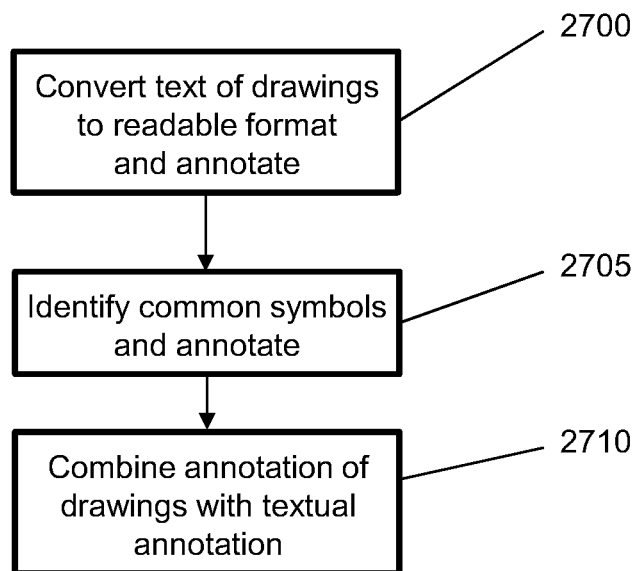 2700
Convert text of drawings
to readable format
and annotate
2705
Identify common symbols
and annotate
2710
Combine annotation of
drawings with textual
annotation